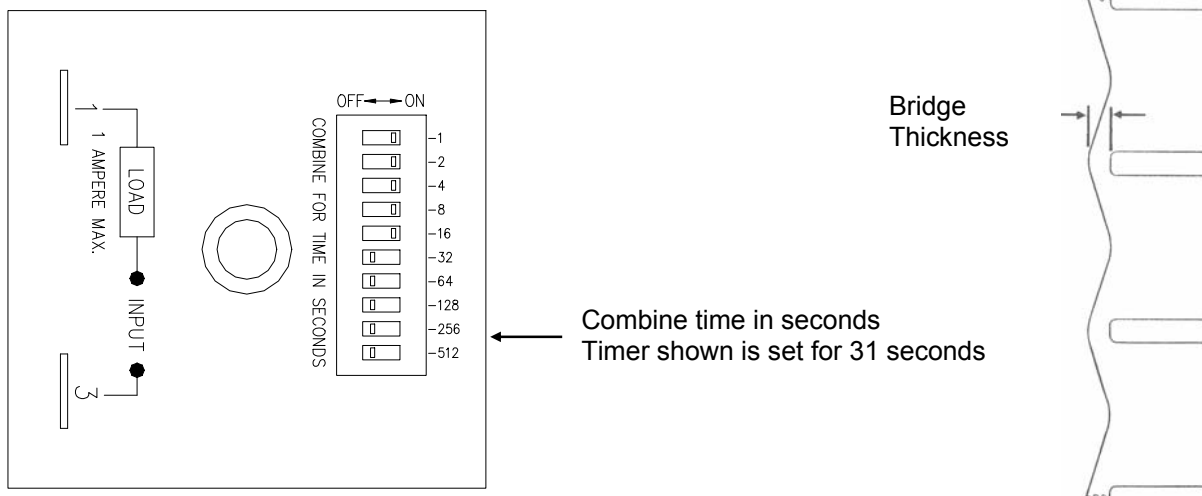 OFF ON
COMBINE FOR TIME IN SECONDS
-1
-2
-4
-8
-16
-32
-64
-128
-256
-512
1
1 AMPERE MAX.
LOAD
INPUT
3
Combine time in seconds
Timer shown is set for 31 seconds
Bridge
Thickness